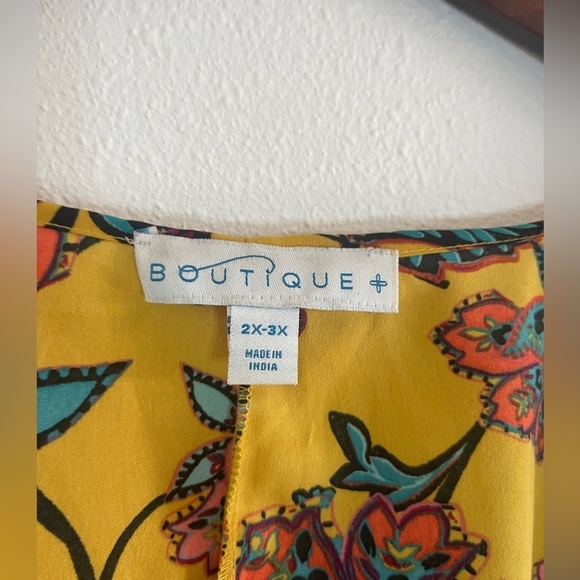 BOUTIQUE +
2X-3X
MADE IN
INDIA